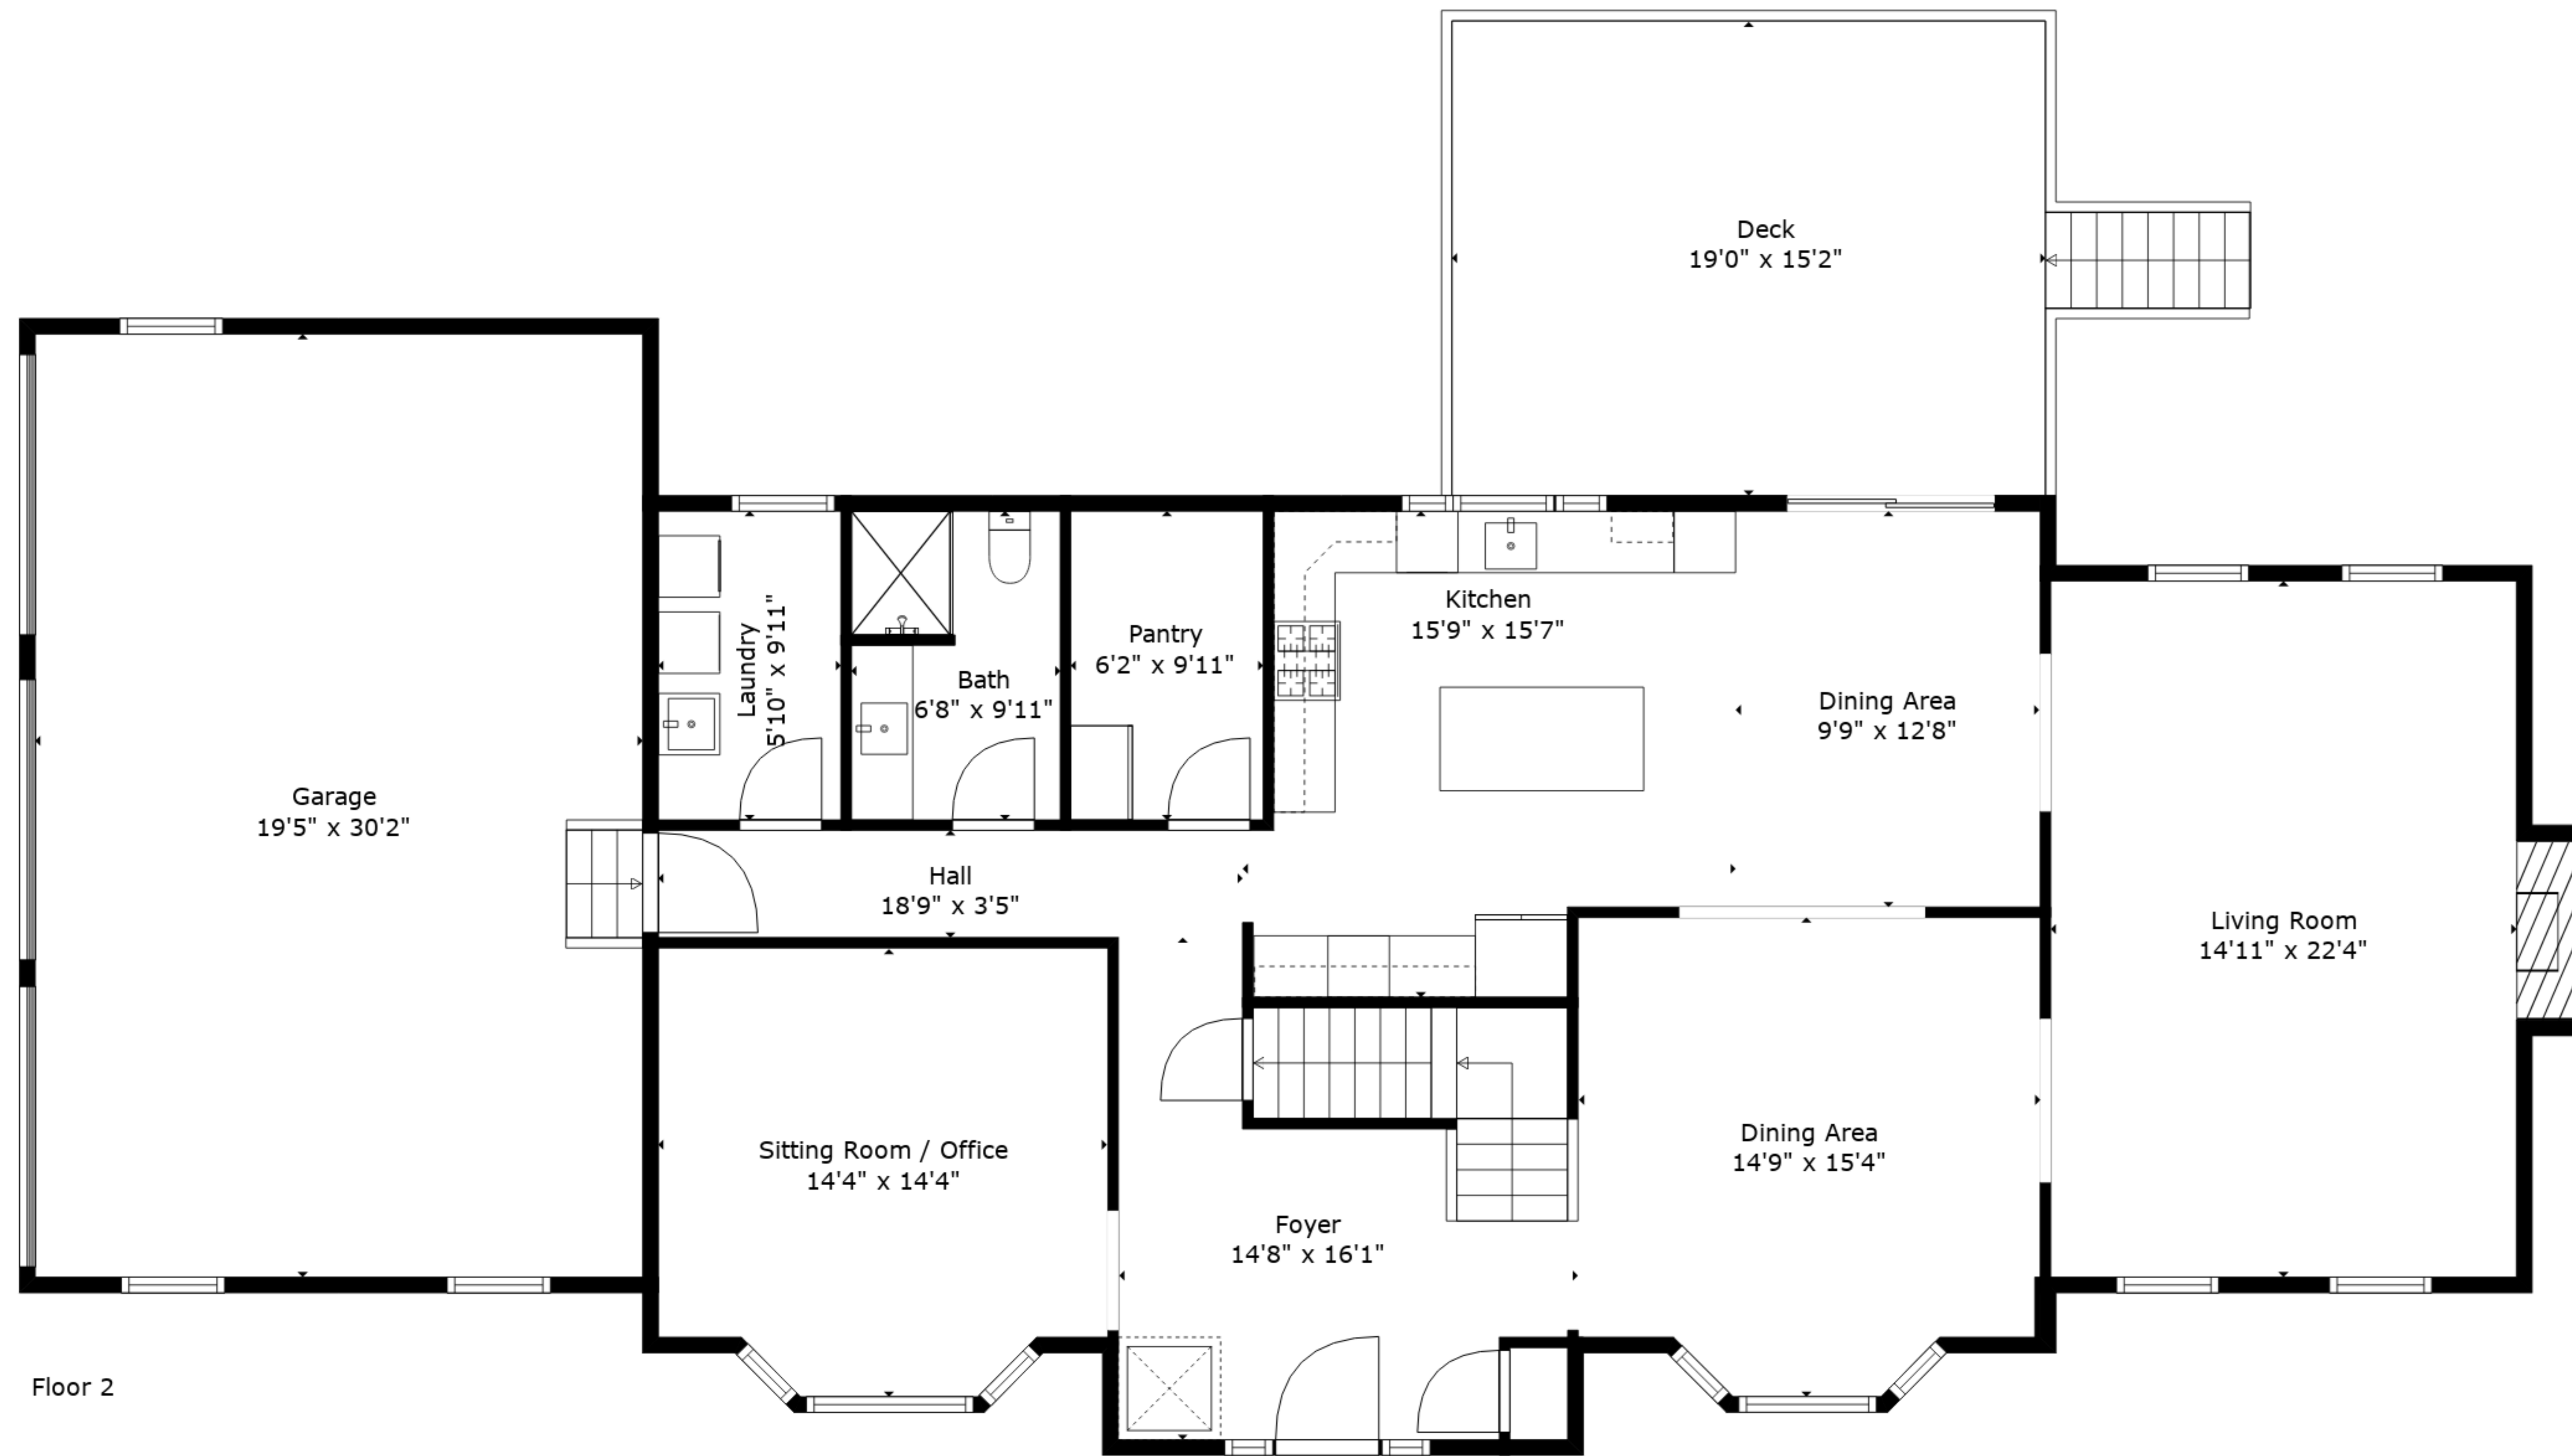 Deck
19'0" x 15'2"
Kitchen
15'9" x 15'7"
Laundry
5'10" x 9'11"
Pantry
6'2" x 9'11"
Bath
6'8" x 9'11"
Dining Area
9'9" x 12'8"
Garage
19'5" x 30'2"
Hall
18'9" x 3'5"
Living Room
14'11" x 22'4"
Sitting Room / Office
14'4" x 14'4"
Dining Area
14'9" x 15'4"
Foyer
14'8" x 16'1"
Floor 2